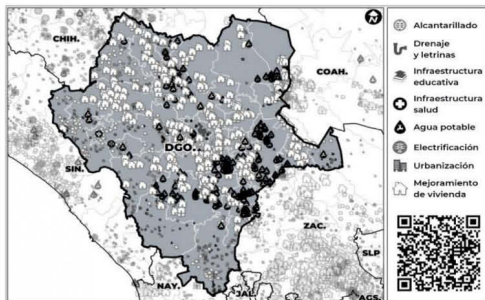 CHIH.
COAH.
DGO.
SIN.
ZAC.
SLP
NAY.
JAL.
AGS.
Alcantarillado
Drenaje
y letrinas
Infraestructura
educativa
Infraestructura
salud
Agua potable
Electrificación
Urbanización
Mejoramiento
de vivienda